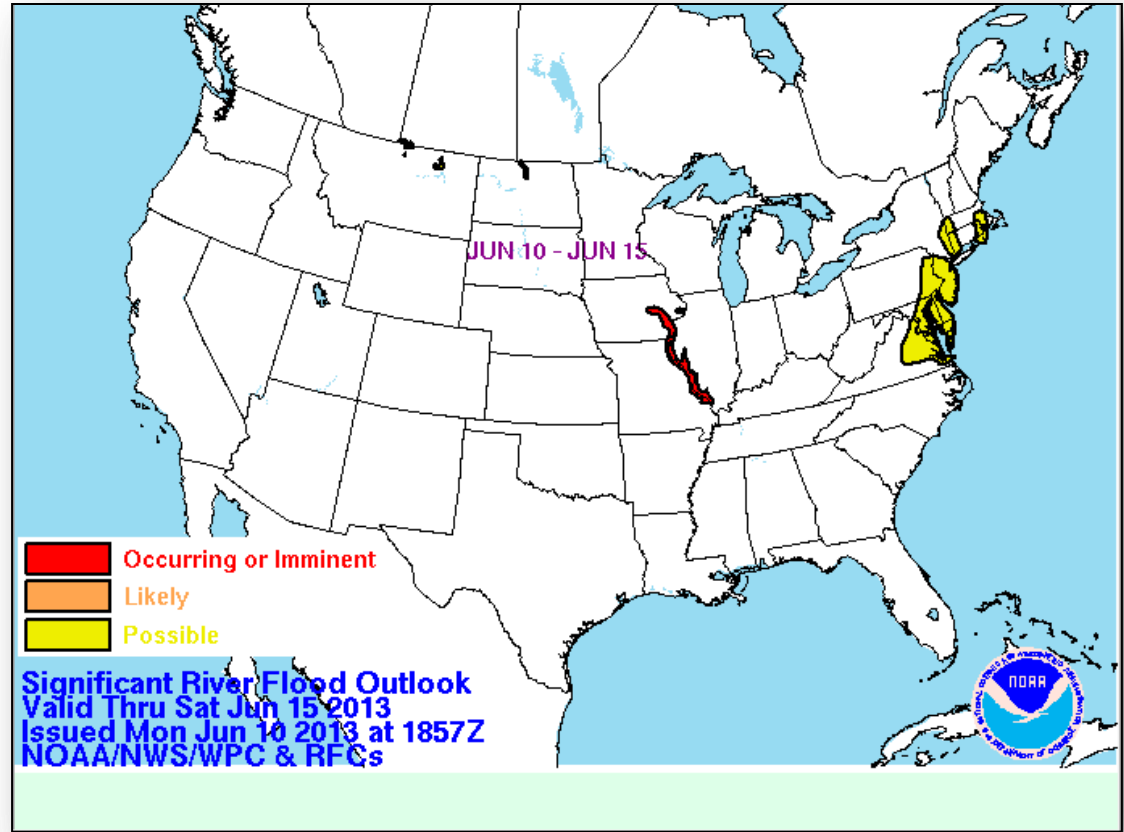 JUN 10 - JUN 15
Occurring or Imminent
Likely
Possible
Significant River Flood Outlook
Valid Thru Sat Jun 15 2013
Issued Mon Jun 10 2013 at 1857Z
NOAA/NWS/WPC & RFCs
NOAA